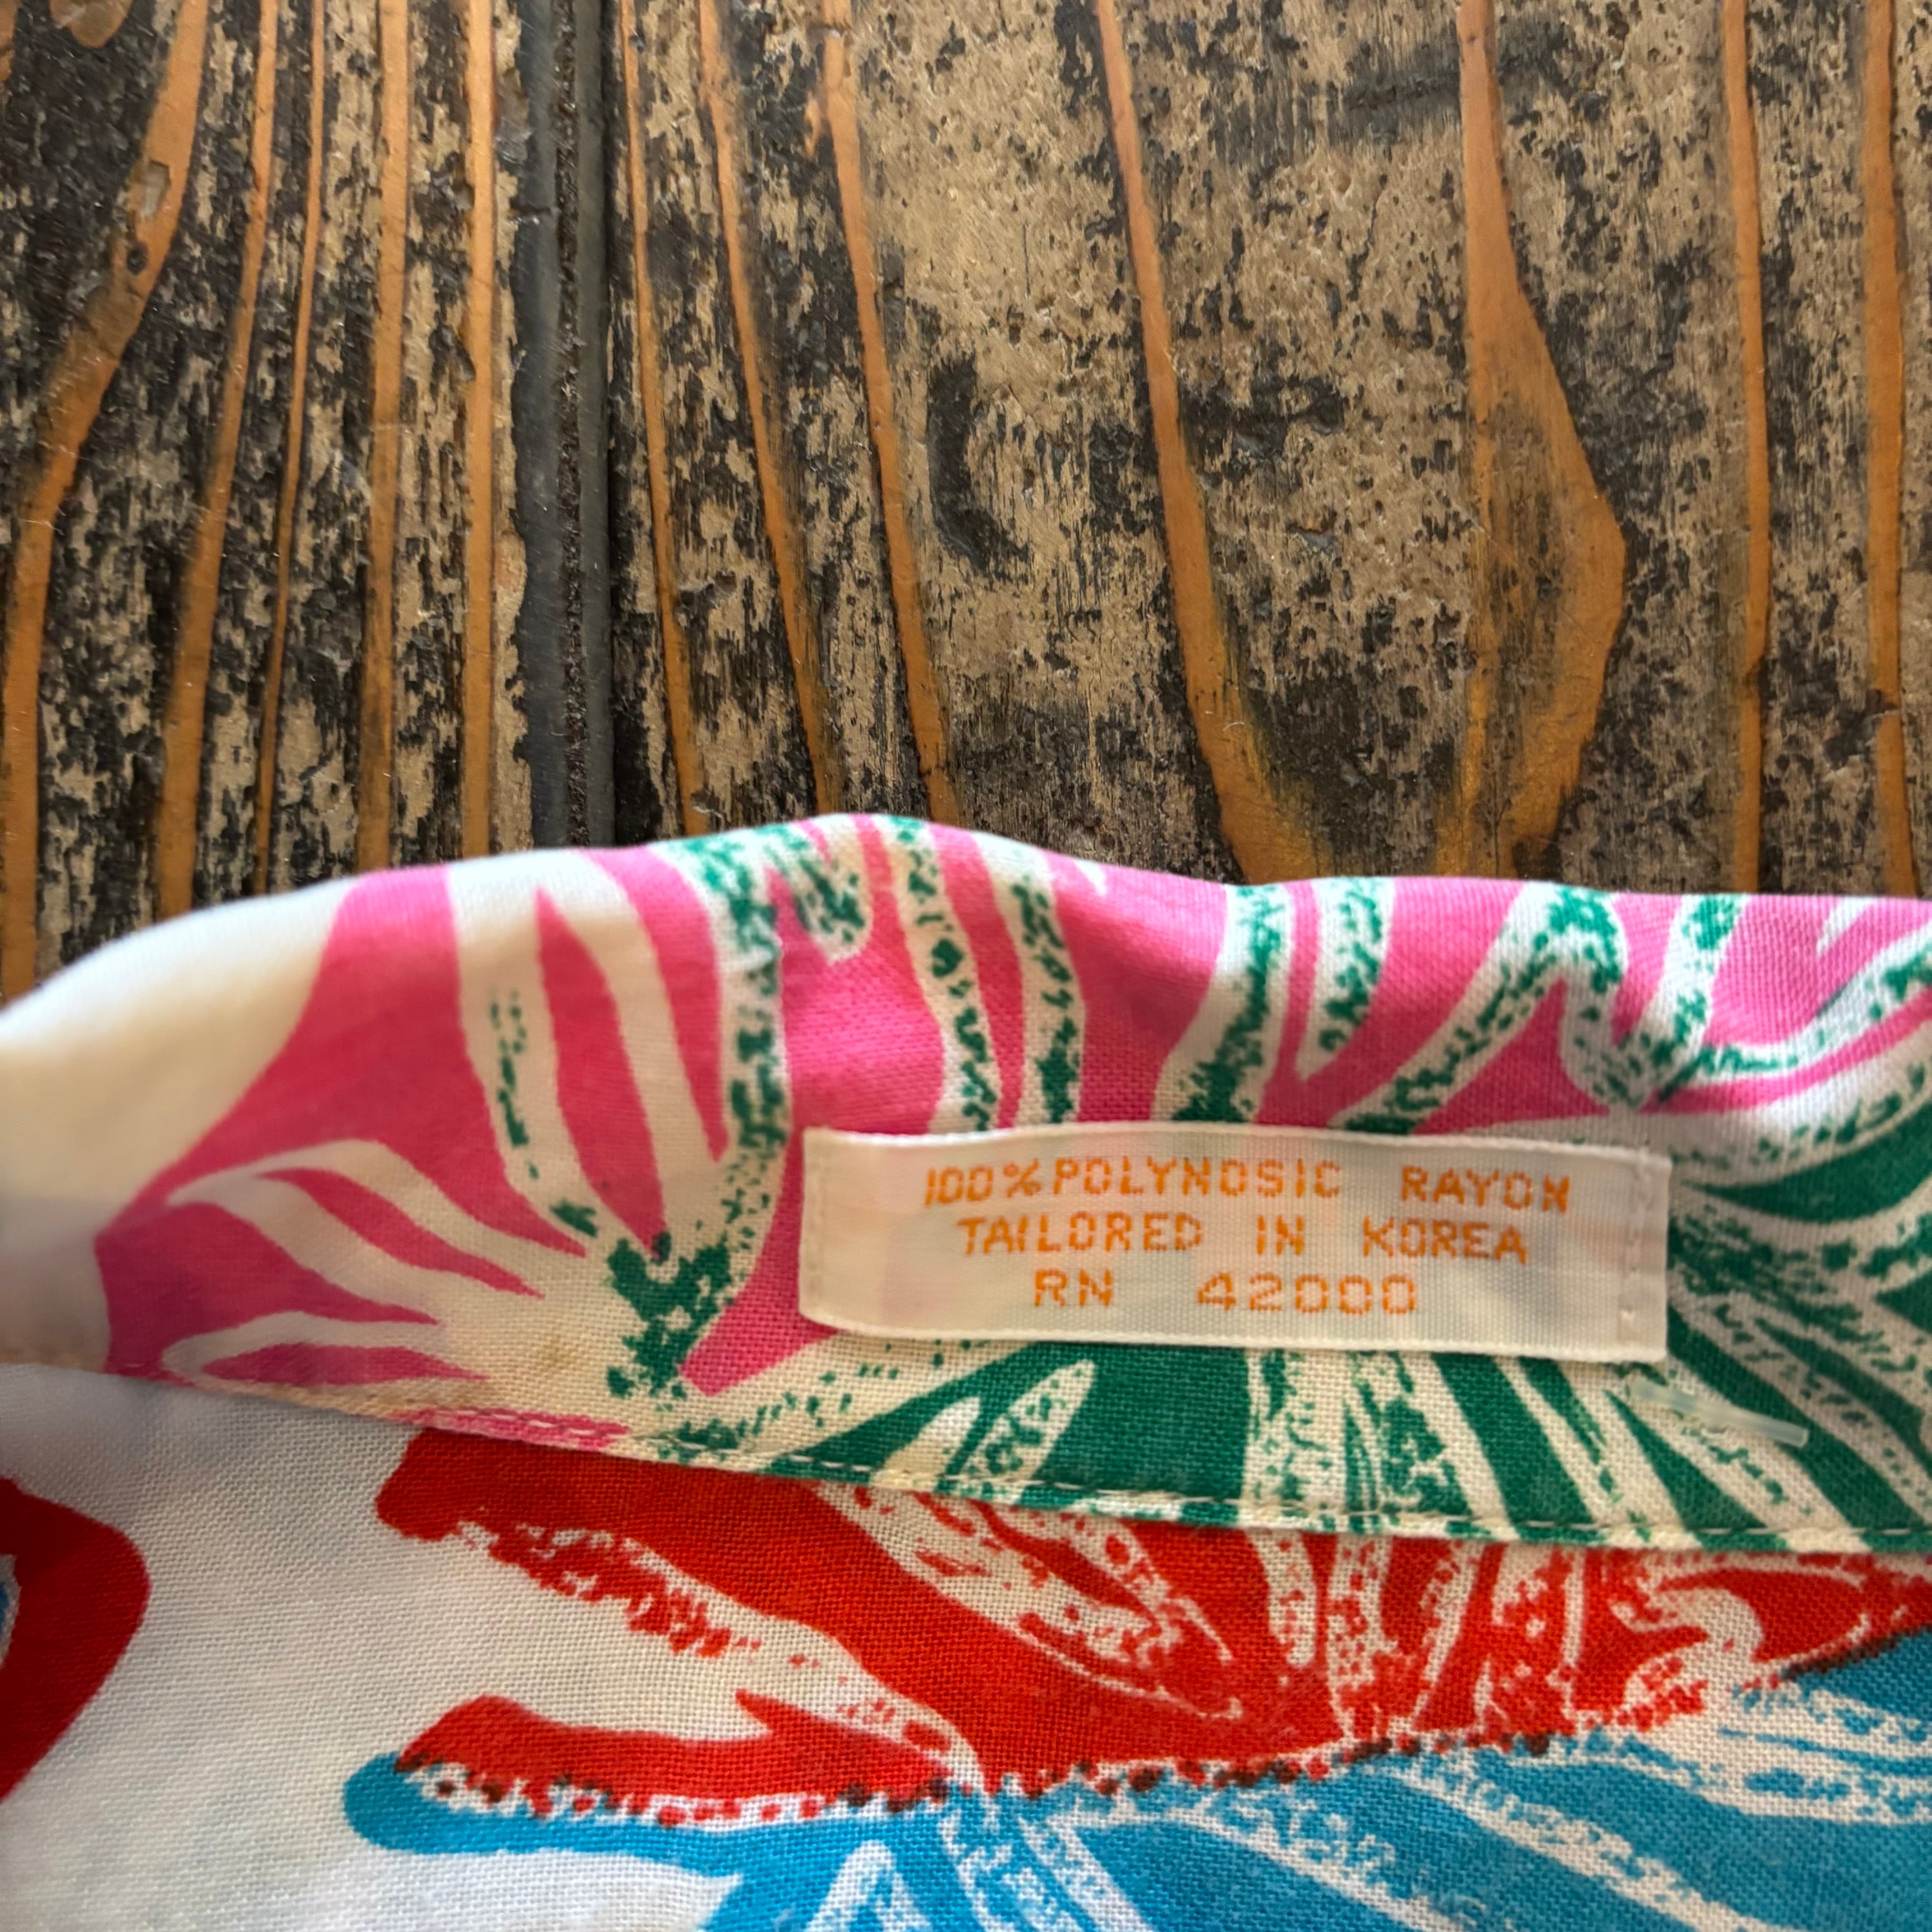 100% POLYNOSIC RAYON
TAILORED IN KOREA
RN 42000